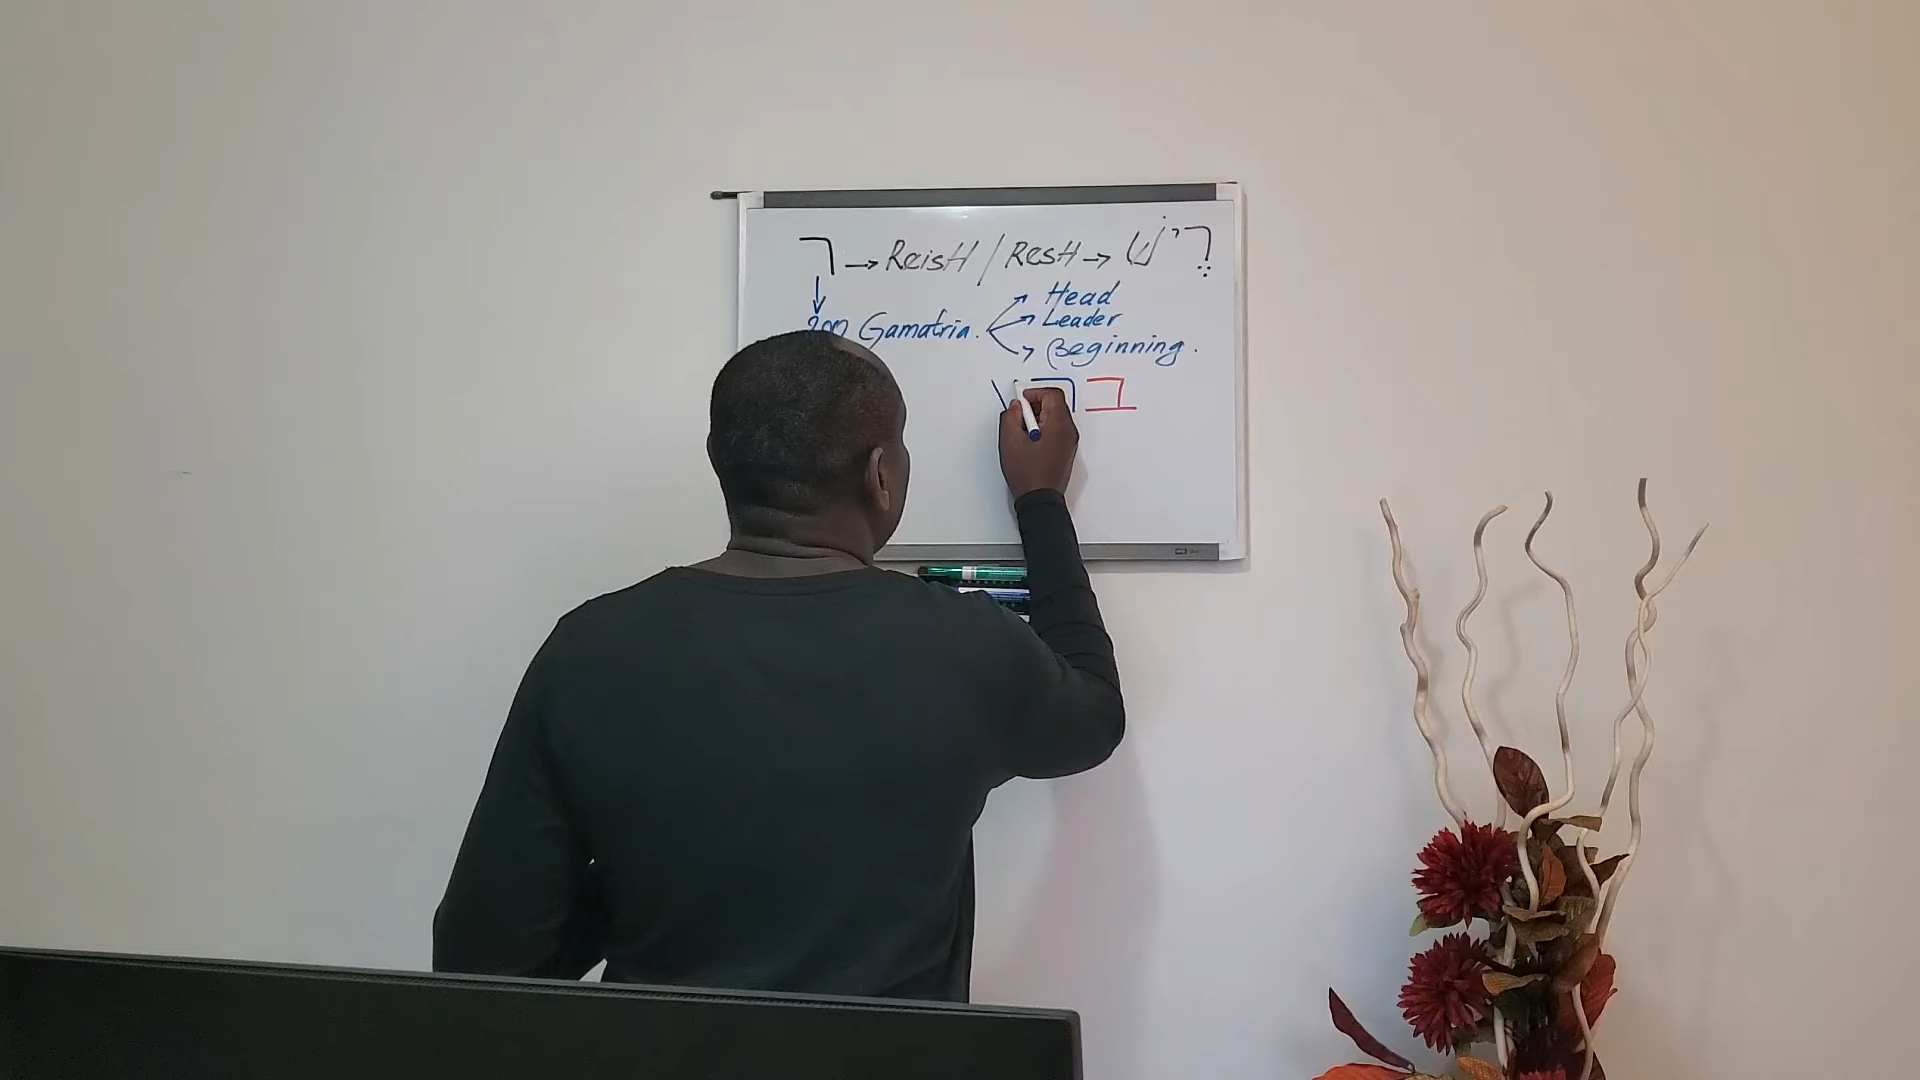 ר → ReisH / ResH → רֵישׁ
200 Gamatria. → Head
→ Leader
→ Beginning.
ב ר